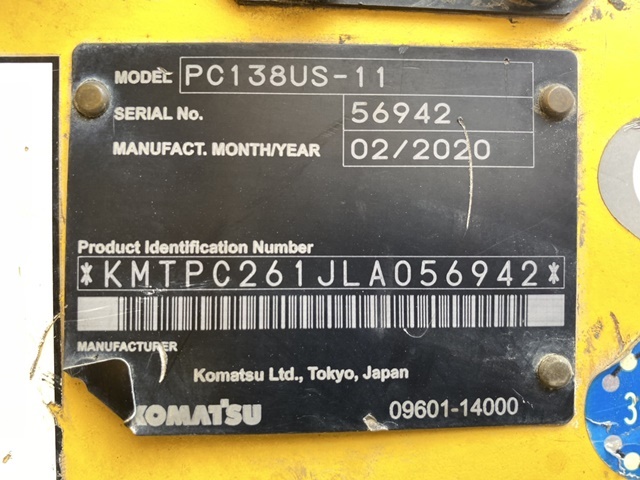 MODEL PC138US-11
SERIAL No. 56942
MANUFACT. MONTH/YEAR 02/2020
Product Identification Number
*KMTPC261JLA056942*
MANUFACTURER
Komatsu Ltd., Tokyo, Japan
KOMATSU 09601-14000
3